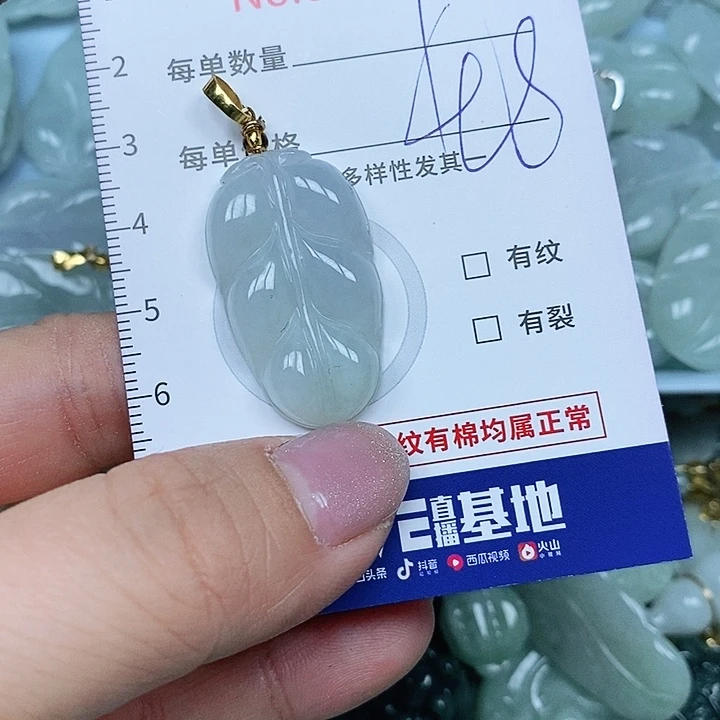 No.
2
每单数量
3
每单 格
多样性发其一
4
有纹
5
有裂
6
纹有棉均属正常
直播基地
头条 抖音 西瓜视频 火山